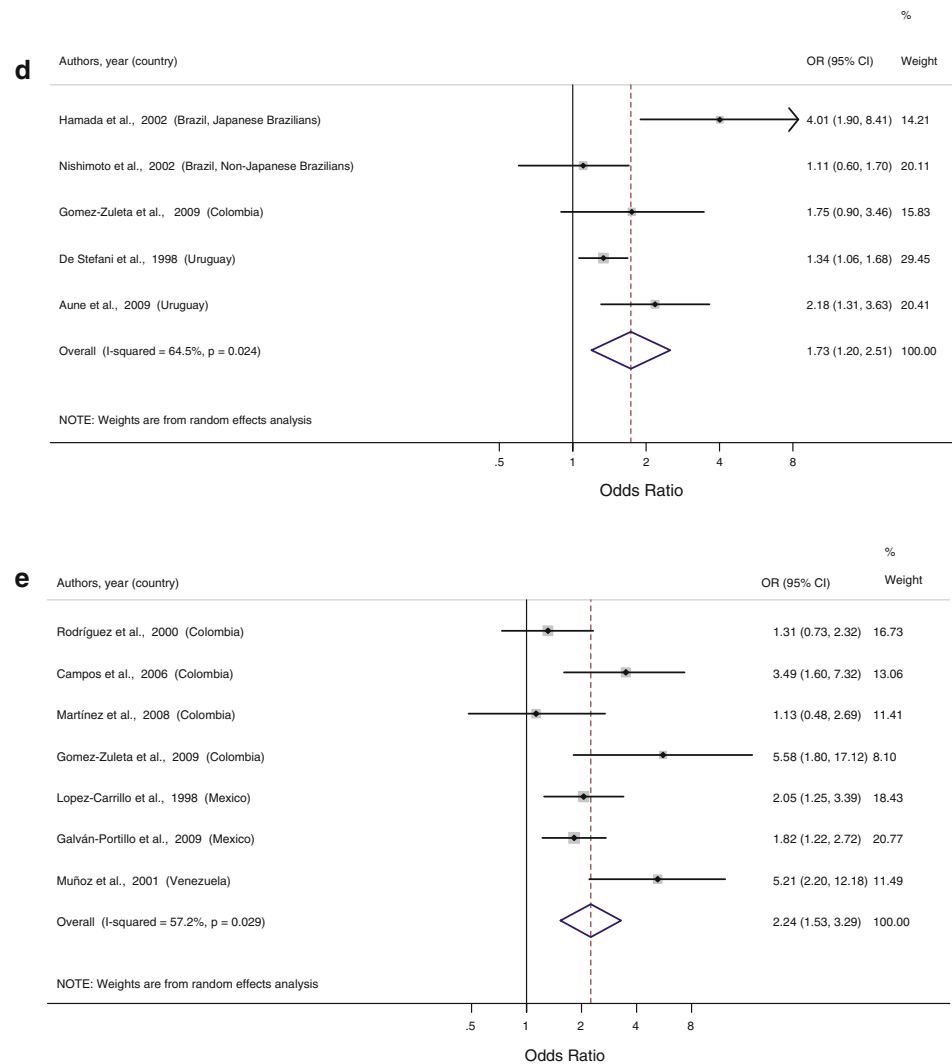 %
d Authors, year (country) OR (95% CI) Weight
Hamada et al., 2002 (Brazil, Japanese Brazilians) 4.01 (1.90, 8.41) 14.21
Nishimoto et al., 2002 (Brazil, Non-Japanese Brazilians) 1.11 (0.60, 1.70) 20.11
Gomez-Zuleta et al., 2009 (Colombia) 1.75 (0.90, 3.46) 15.83
De Stefani et al., 1998 (Uruguay) 1.34 (1.06, 1.68) 29.45
Aune et al., 2009 (Uruguay) 2.18 (1.31, 3.63) 20.41
Overall (I-squared = 64.5%, p = 0.024) 1.73 (1.20, 2.51) 100.00
NOTE: Weights are from random effects analysis
.5 1 2 4 8
Odds Ratio
%
e Authors, year (country) OR (95% CI) Weight
Rodríguez et al., 2000 (Colombia) 1.31 (0.73, 2.32) 16.73
Campos et al., 2006 (Colombia) 3.49 (1.60, 7.32) 13.06
Martínez et al., 2008 (Colombia) 1.13 (0.48, 2.69) 11.41
Gomez-Zuleta et al., 2009 (Colombia) 5.58 (1.80, 17.12) 8.10
Lopez-Carrillo et al., 1998 (Mexico) 2.05 (1.25, 3.39) 18.43
Galván-Portillo et al., 2009 (Mexico) 1.82 (1.22, 2.72) 20.77
Muñoz et al., 2001 (Venezuela) 5.21 (2.20, 12.18) 11.49
Overall (I-squared = 57.2%, p = 0.029) 2.24 (1.53, 3.29) 100.00
NOTE: Weights are from random effects analysis
.5 1 2 4 8
Odds Ratio